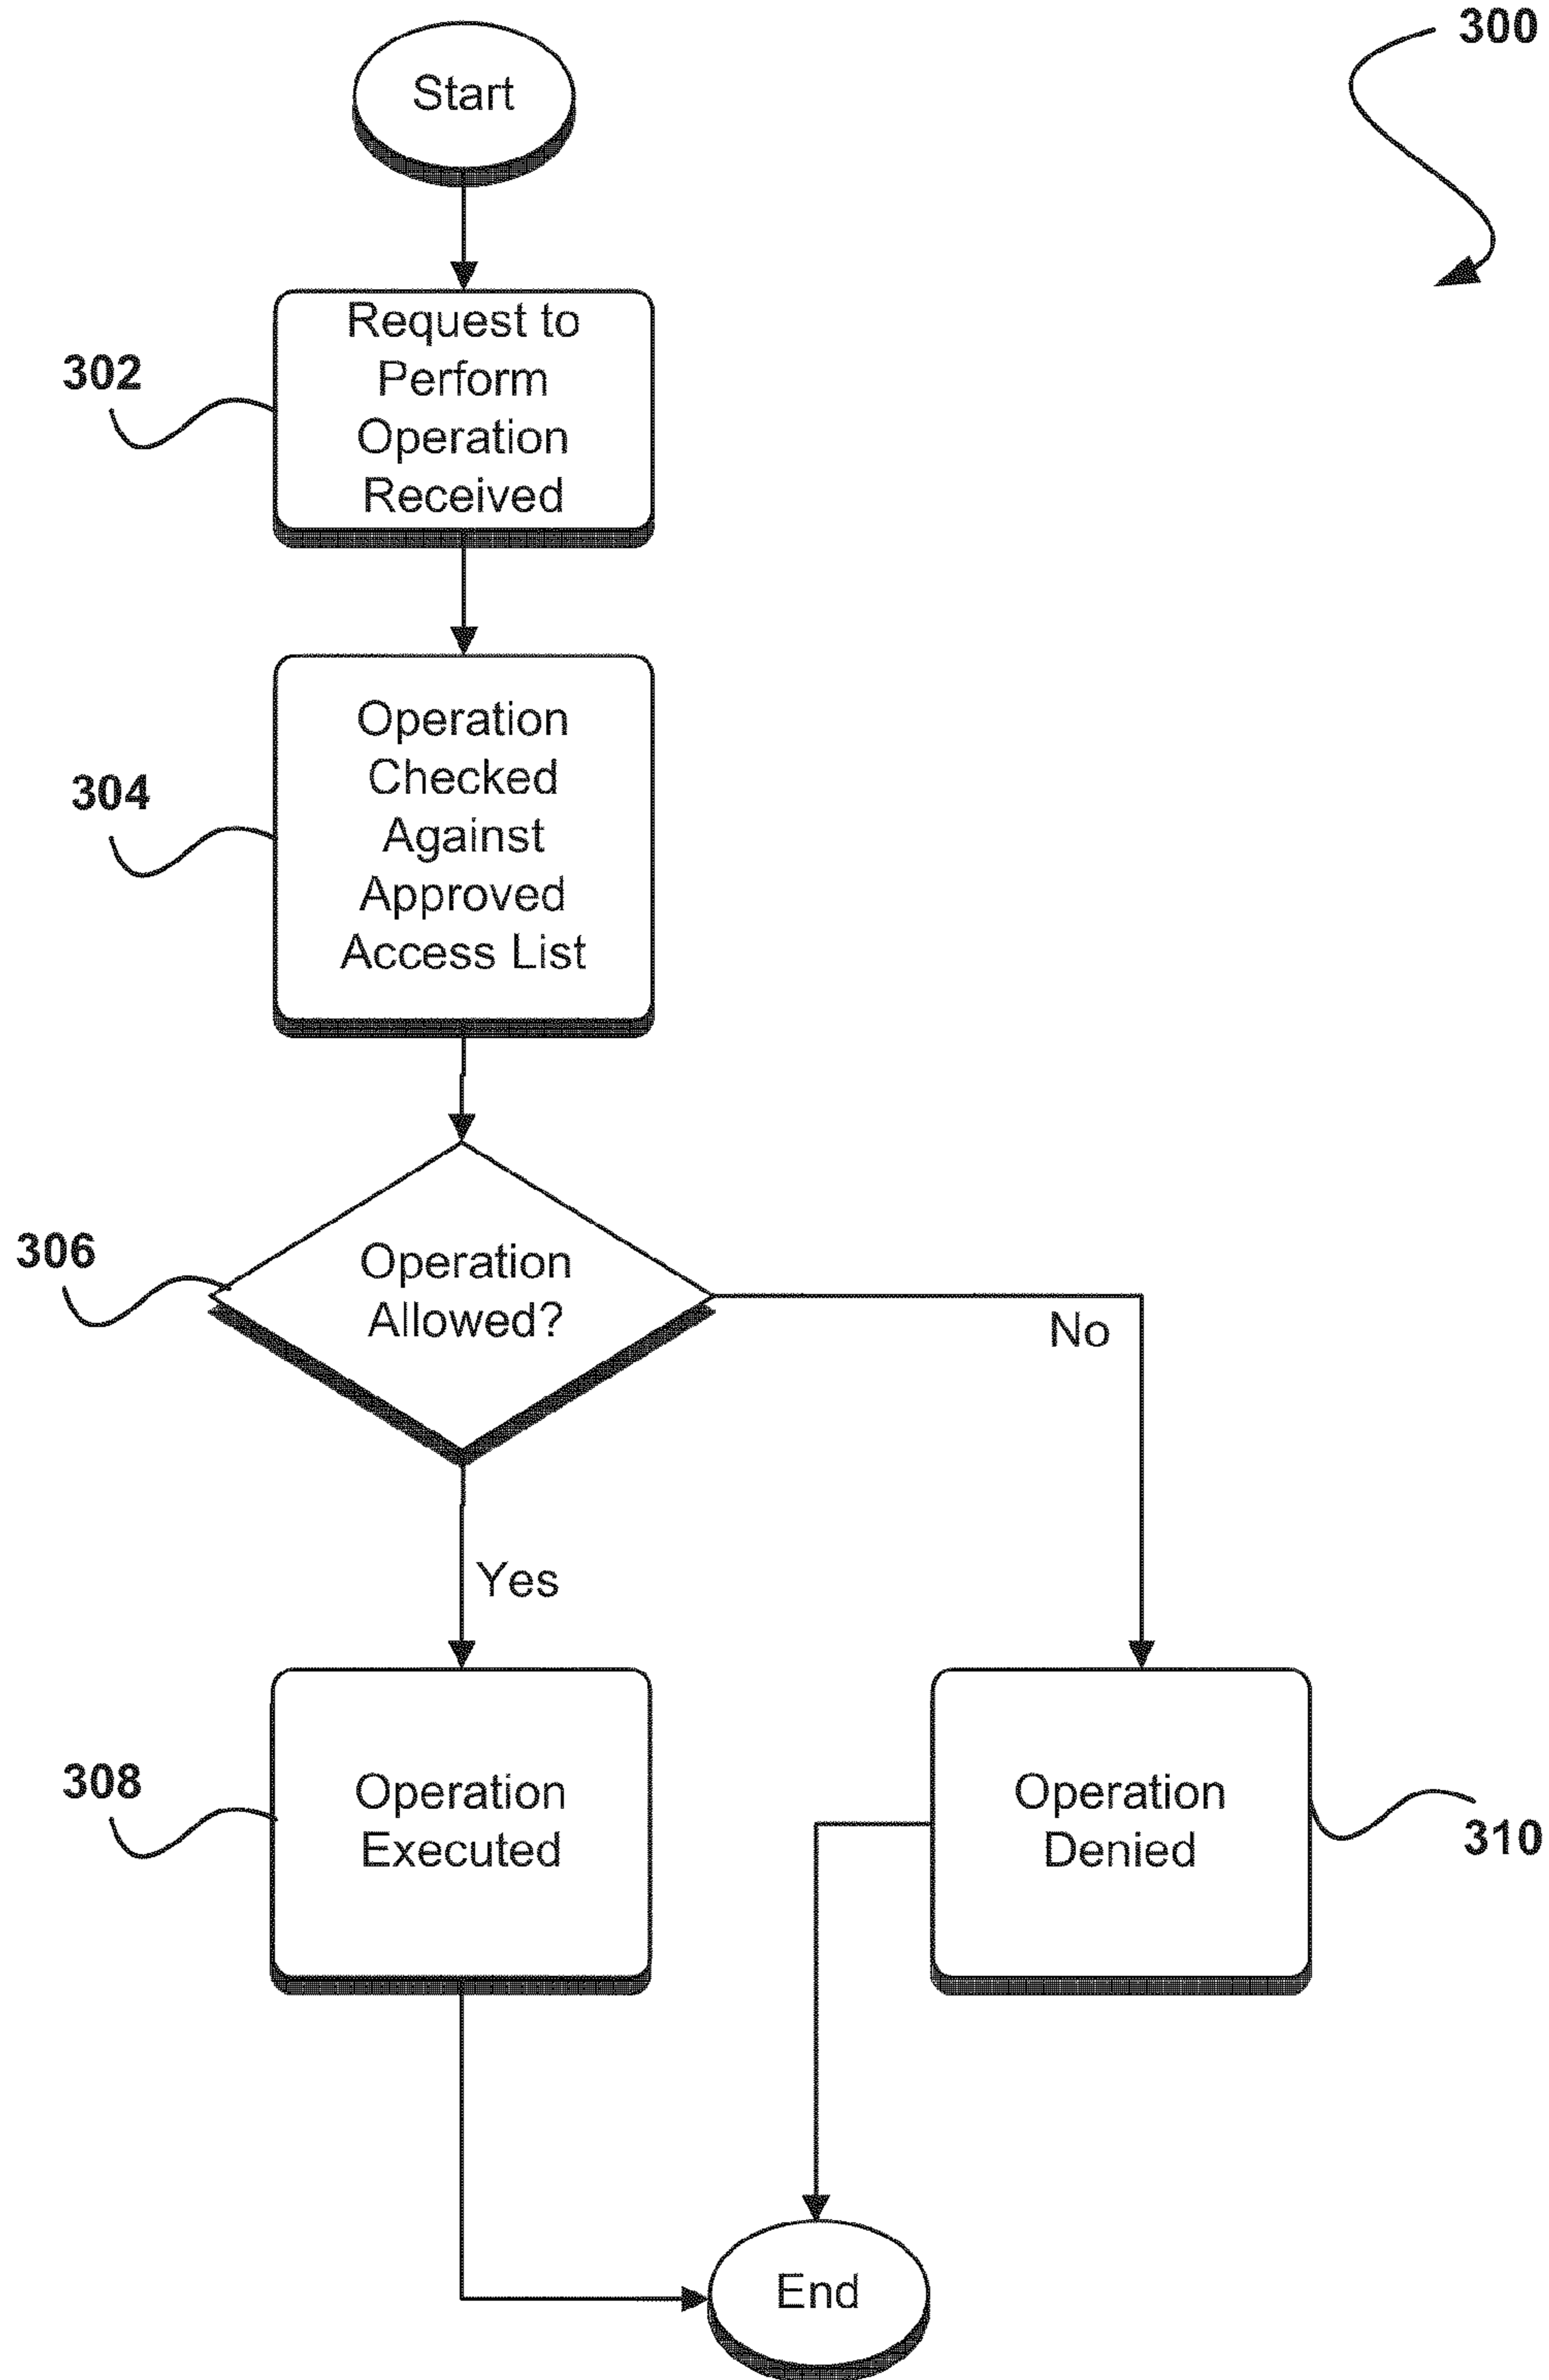 300
Start
302
Request to
Perform
Operation
Received
304
Operation
Checked
Against
Approved
Access List
306
Operation
Allowed?
No
Yes
308
Operation
Executed
Operation
Denied
310
End